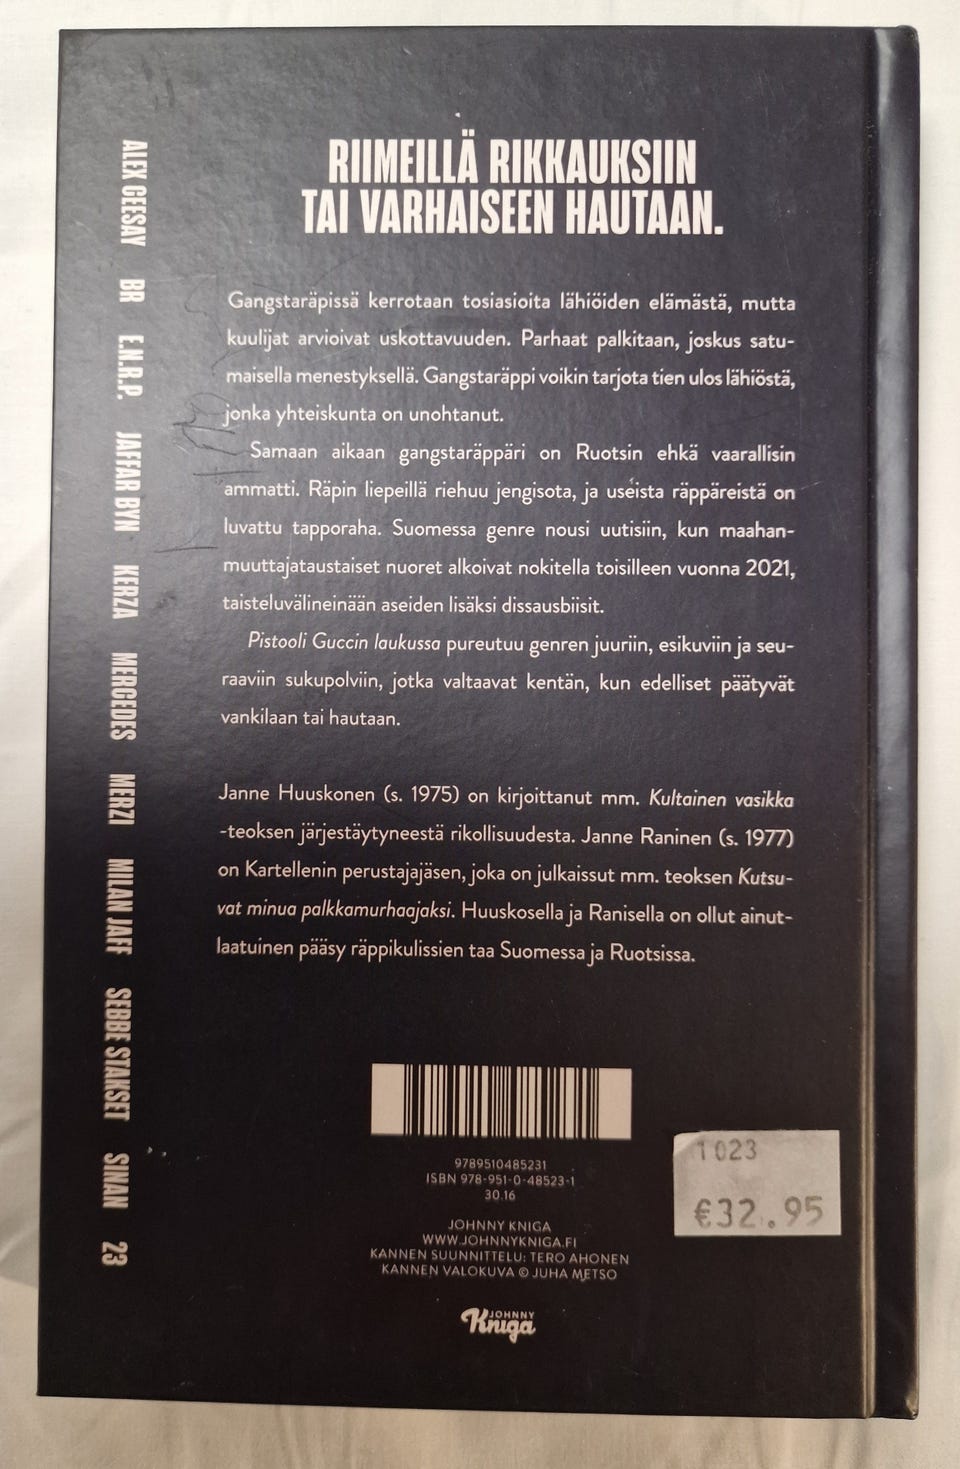 RIIMEILLÄ RIKKAUKSIIN
TAI VARHAISEEN HAUTAAN.
Gangstaräpissä kerrotaan tosiasioita lähiöiden elämästä, mutta
kuulijat arvioivat uskottavuuden. Parhaat palkitaan, joskus satu-
maisella menestyksellä. Gangstaräppi voikin tarjota tien ulos lähiöstä,
jonka yhteiskunta on unohtanut.
Samaan aikaan gangstaräppäri on Ruotsin ehkä vaarallisin
ammatti. Räpin liepeillä riehuu jengisota, ja useista räppäreistä on
luvattu tapporaha. Suomessa genre nousi uutisiin, kun maahan-
muuttajataustaiset nuoret alkoivat nokitella toisilleen vuonna 2021,
taisteluvälineinään aseiden lisäksi dissausbiisit.
Pistooli Guccin laukussa pureutuu genren juuriin, esikuviin ja seu-
raaviin sukupolviin, jotka valtaavat kentän, kun edelliset päätyvät
vankilaan tai hautaan.
Janne Huuskonen (s. 1975) on kirjoittanut mm. Kultainen vasikka
-teoksen järjestäytyneestä rikollisuudesta. Janne Raninen (s. 1977)
on Kartellenin perustajajäsen, joka on julkaissut mm. teoksen Kutsu-
vat minua palkkamurhaajaksi. Huuskosella ja Ranisella on ollut ainut-
laatuinen pääsy räppikulissien taa Suomessa ja Ruotsissa.
ALEX CEESAY BR E.N.R.P. JAFFAR BYN KERZA MERCEDES MERZI MILAN JAFF SEBBE STAKSET SINAN 23
9789510485231
ISBN 978-951-0-48523-1
30.16
JOHNNY KNIGA
WWW.JOHNNYKNIGA.FI
KANNEN SUUNNITTELU: TERO AHONEN
KANNEN VALOKUVA © JUHA METSO
JOHNNY
Kniga
1023
€32.95